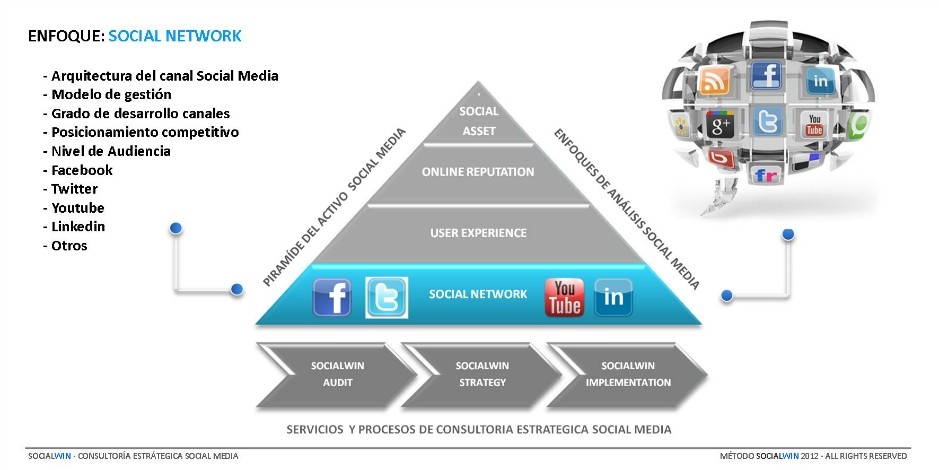 ENFOQUE: SOCIAL NETWORK
- Arquitectura del canal Social Media
- Modelo de gestión
- Grado de desarrollo canales
- Posicionamiento competitivo
- Nivel de Audiencia
- Facebook
- Twitter
- Youtube
- Linkedin
- Otros
PIRAMÍDE DEL ACTIVO SOCIAL MEDIA
SOCIAL
ASSET
ONLINE REPUTATION
USER EXPERIENCE
SOCIAL NETWORK
f
t
You
Tube
in
ENFOQUES DE ANÁLISIS SOCIAL MEDIA
f
in
g+
t
You
Tube
fr
SOCIALWIN
AUDIT
SOCIALWIN
STRATEGY
SOCIALWIN
IMPLEMENTATION
SERVICIOS Y PROCESOS DE CONSULTORIA ESTRATEGICA SOCIAL MEDIA
SOCIALWIN - CONSULTORÍA ESTRÁTEGICA SOCIAL MEDIA
MÉTODO SOCIALWIN 2012 - ALL RIGHTS RESERVED